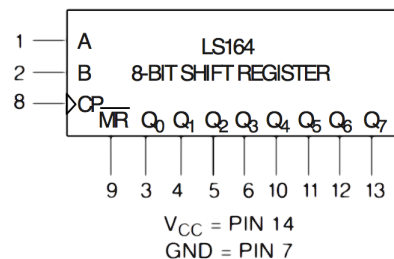 1 A LS164
2 B 8-BIT SHIFT REGISTER
8 CP
MR Q0 Q1 Q2 Q3 Q4 Q5 Q6 Q7
9 3 4 5 6 10 11 12 13
VCC = PIN 14
GND = PIN 7